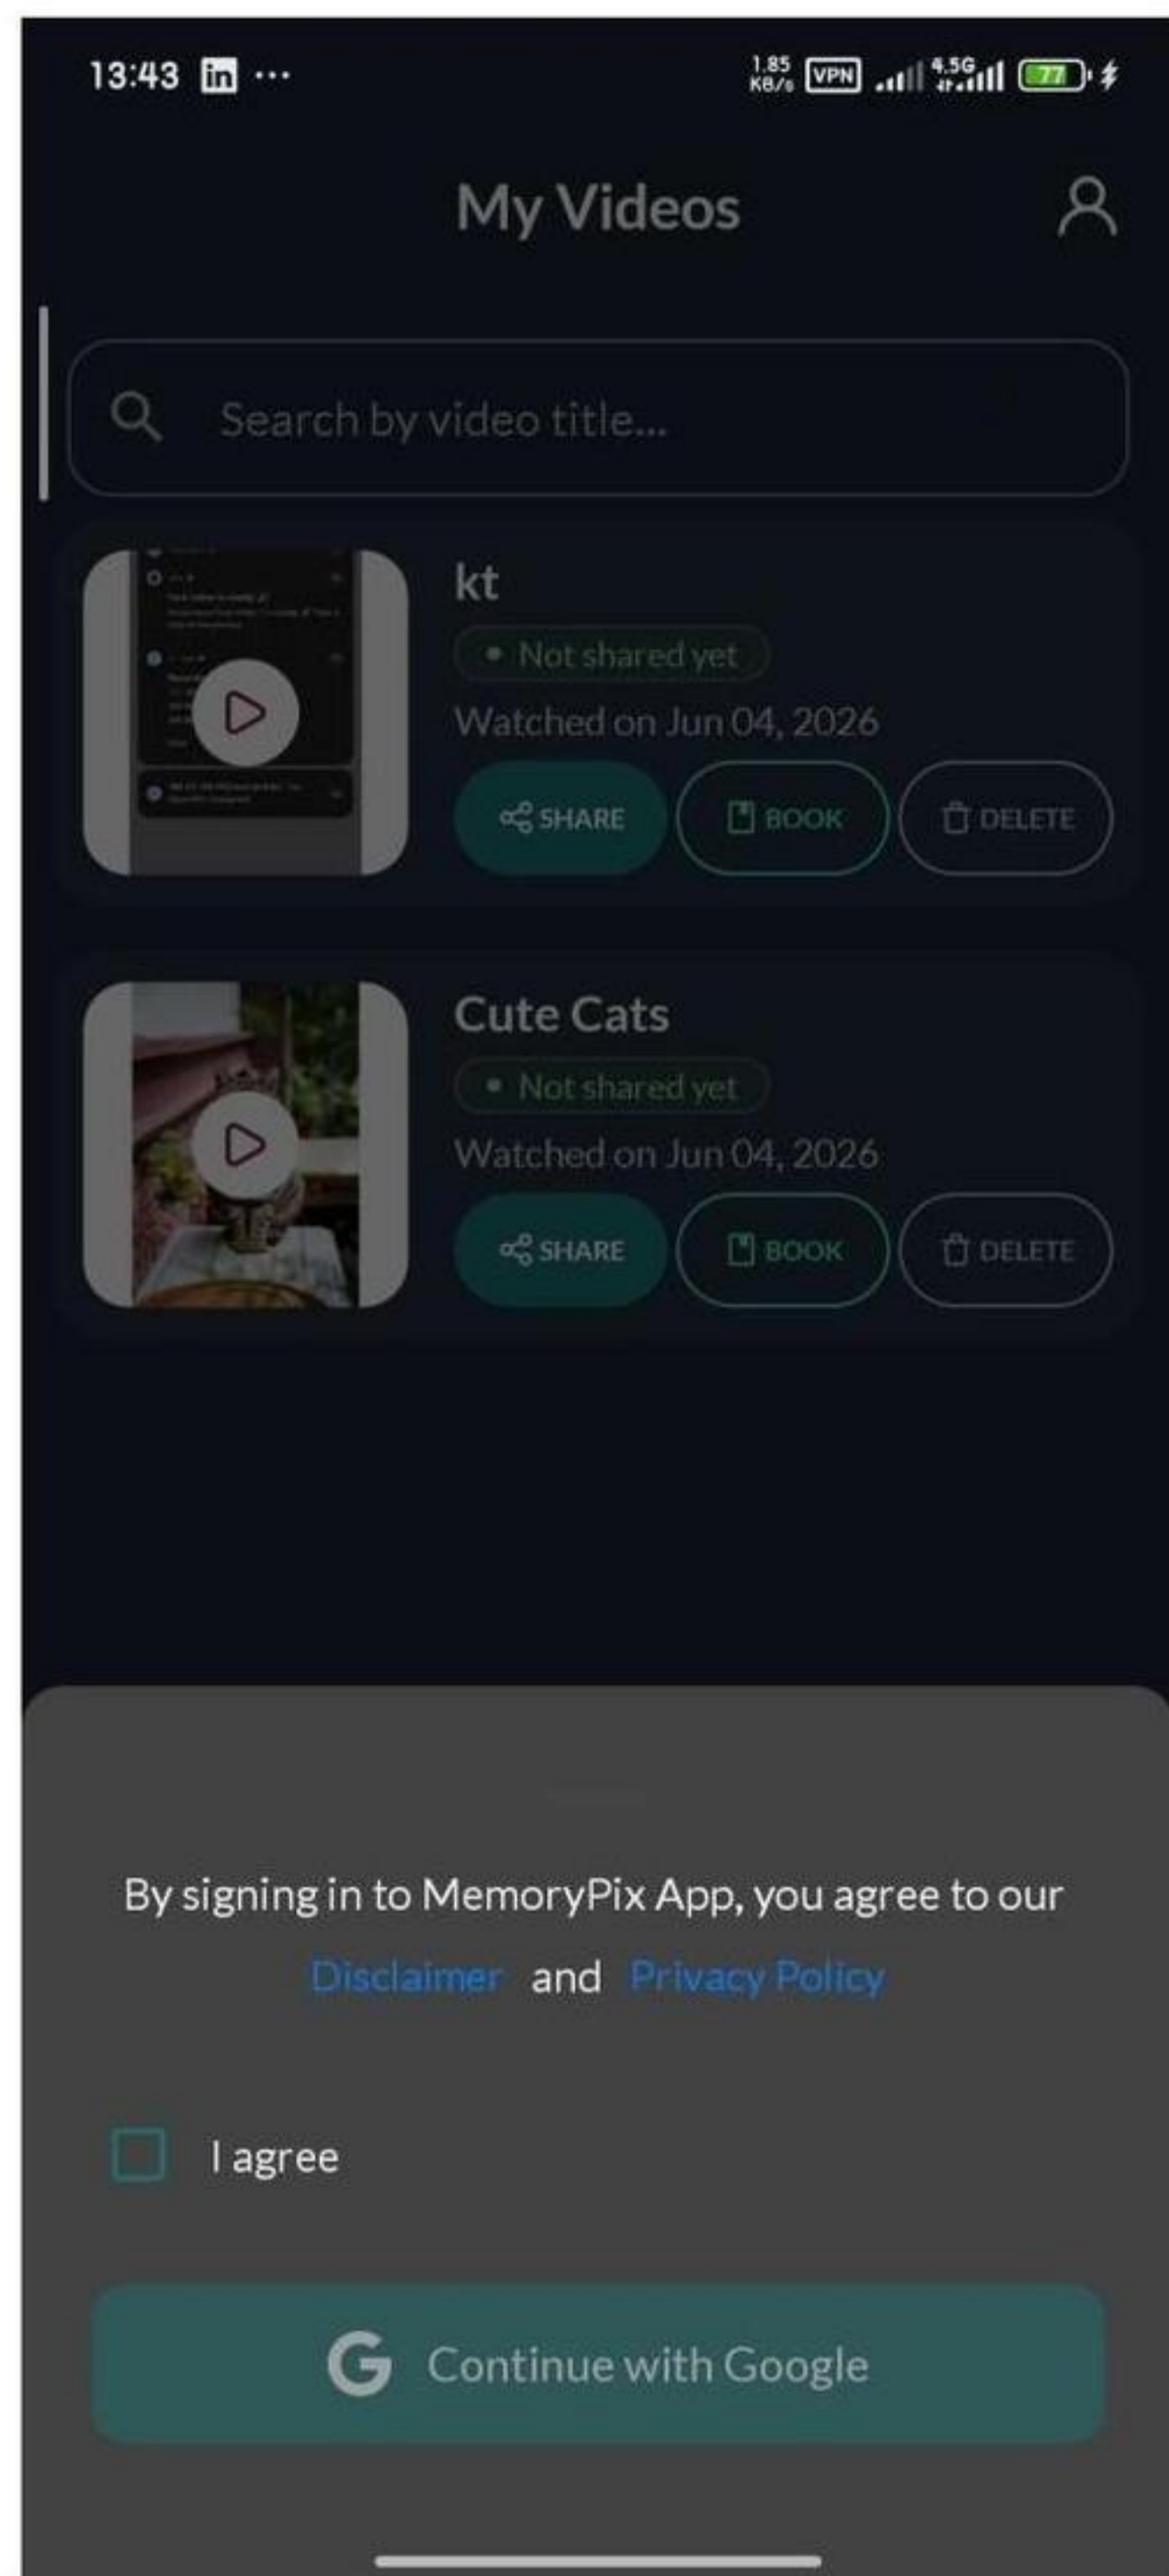 13:43 in ...
1.85 KB/s VPN 4.5G 77
My Videos
Search by video title...
kt
Not shared yet
Watched on Jun 04, 2026
SHARE BOOK DELETE
Cute Cats
Not shared yet
Watched on Jun 04, 2026
SHARE BOOK DELETE
By signing in to MemoryPix App, you agree to our
Disclaimer and Privacy Policy
I agree
G Continue with Google